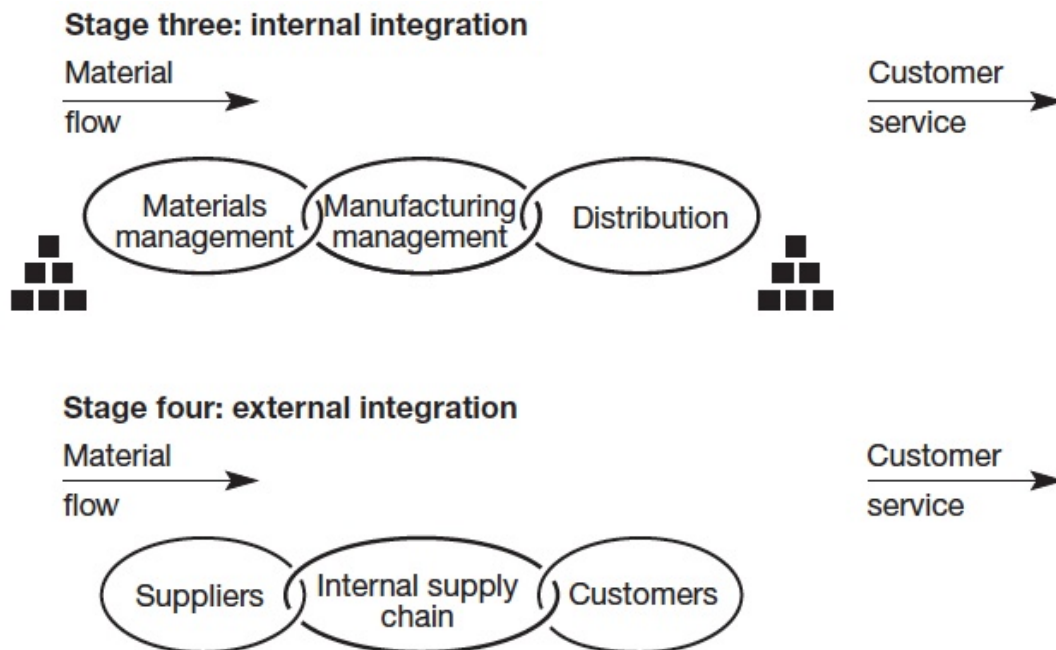 Stage three: internal integration
Material
flow
Customer
service
Materials
management
Manufacturing
management
Distribution
Stage four: external integration
Material
flow
Customer
service
Suppliers
Internal supply
chain
Customers